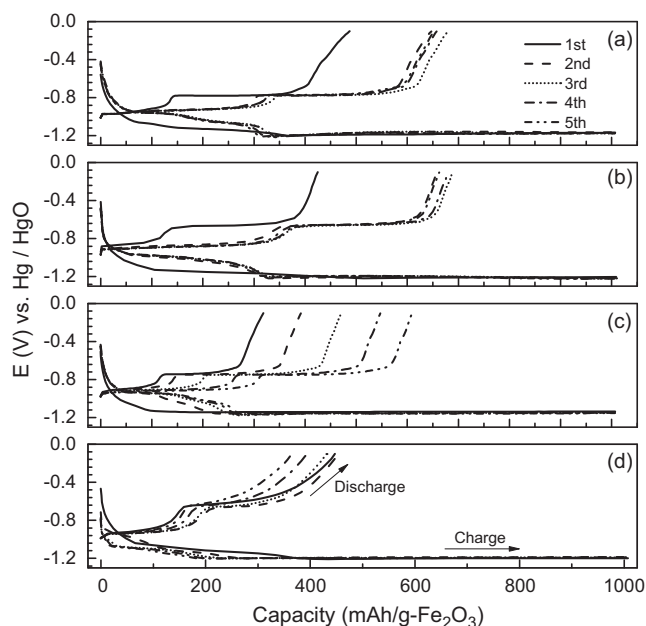 0.0
(a)
1st
2nd
3rd
4th
5th
-0.4
-0.8
-1.2
0.0
(b)
-0.4
-0.8
-1.2
0.0
(c)
-0.4
-0.8
-1.2
0.0
(d)
-0.4
Discharge
-0.8
Charge
-1.2
0 200 400 600 800 1000
Capacity (mAh/g-Fe₂O₃)
E (V) vs. Hg / HgO